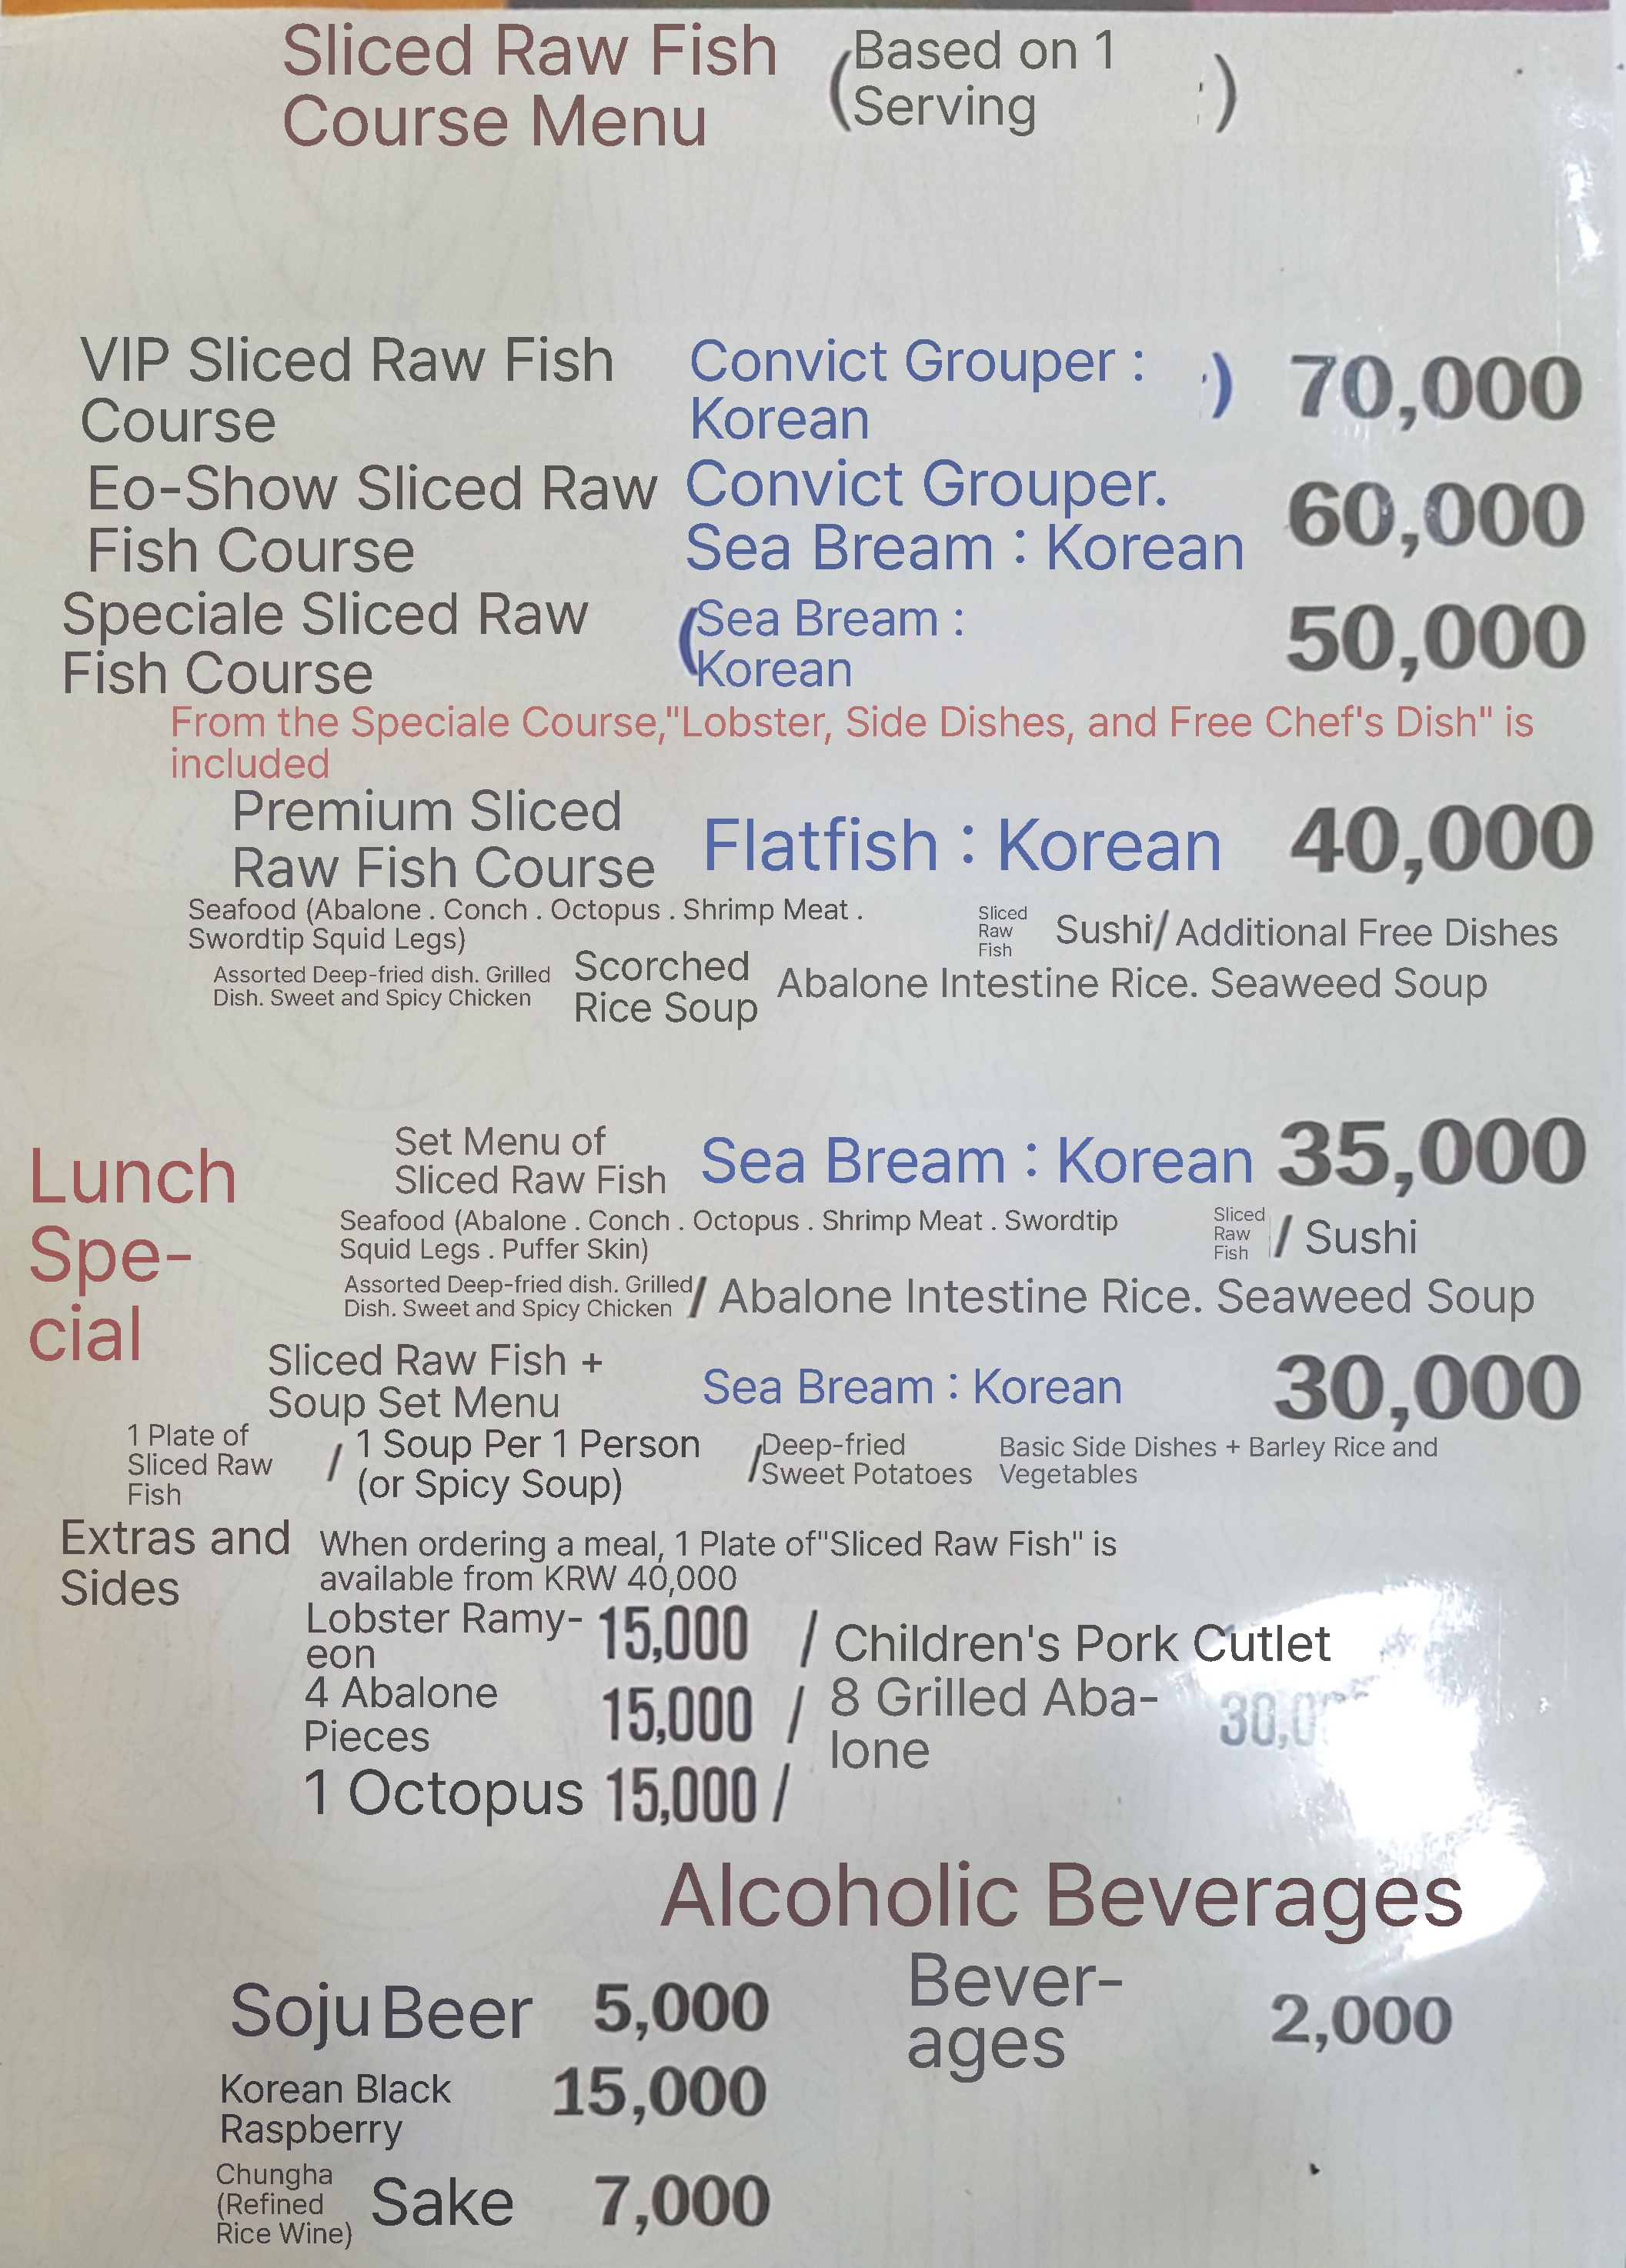 Sliced Raw Fish
Course Menu
(Based on 1
Serving )
VIP Sliced Raw Fish
Course
Convict Grouper :
Korean
) 70,000
Eo-Show Sliced Raw
Fish Course
Convict Grouper.
Sea Bream : Korean
60,000
Speciale Sliced Raw
Fish Course
(Sea Bream :
Korean
50,000
From the Speciale Course,"Lobster, Side Dishes, and Free Chef's Dish" is
included
Premium Sliced
Raw Fish Course
Flatfish : Korean
40,000
Seafood (Abalone . Conch . Octopus . Shrimp Meat .
Swordtip Squid Legs)
Sliced
Raw
Fish
Sushi/ Additional Free Dishes
Assorted Deep-fried dish. Grilled
Dish. Sweet and Spicy Chicken
Scorched
Rice Soup
Abalone Intestine Rice. Seaweed Soup
Lunch
Spe-
cial
Set Menu of
Sliced Raw Fish
Sea Bream : Korean
35,000
Seafood (Abalone . Conch . Octopus . Shrimp Meat . Swordtip
Squid Legs . Puffer Skin)
Sliced
Raw
Fish
/ Sushi
Assorted Deep-fried dish. Grilled
Dish. Sweet and Spicy Chicken
/ Abalone Intestine Rice. Seaweed Soup
Sliced Raw Fish +
Soup Set Menu
Sea Bream : Korean
30,000
1 Plate of
Sliced Raw
Fish
/ 1 Soup Per 1 Person
(or Spicy Soup)
/Deep-fried
Sweet Potatoes
Basic Side Dishes + Barley Rice and
Vegetables
Extras and
Sides
When ordering a meal, 1 Plate of"Sliced Raw Fish" is
available from KRW 40,000
Lobster Ramy-
eon
15,000 / Children's Pork Cutlet
4 Abalone
Pieces
15,000 / 8 Grilled Aba-
lone
1 Octopus 15,000 /
Alcoholic Beverages
Soju Beer 5,000
Bever-
ages
2,000
Korean Black
Raspberry
15,000
Chungha
(Refined
Rice Wine)
Sake 7,000